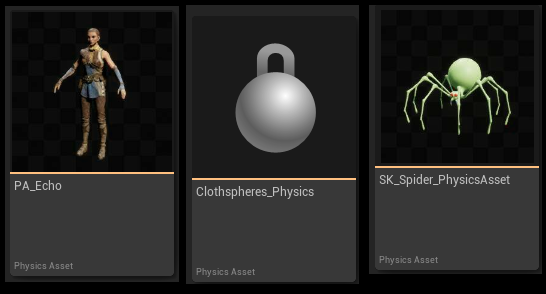 PA_Echo
Physics Asset
Clothspheres_Physics
Physics Asset
SK_Spider_PhysicsAsset
Physics Asset